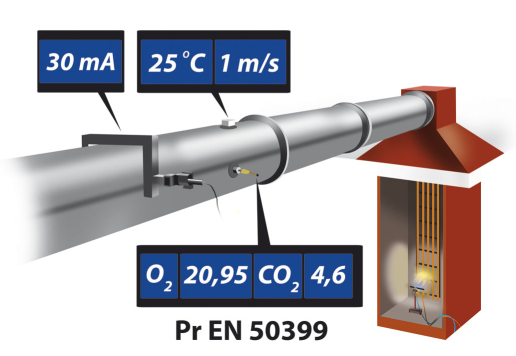 30 mA
25 °C 1 m/s
O₂ 20,95 CO₂ 4,6
Pr EN 50399